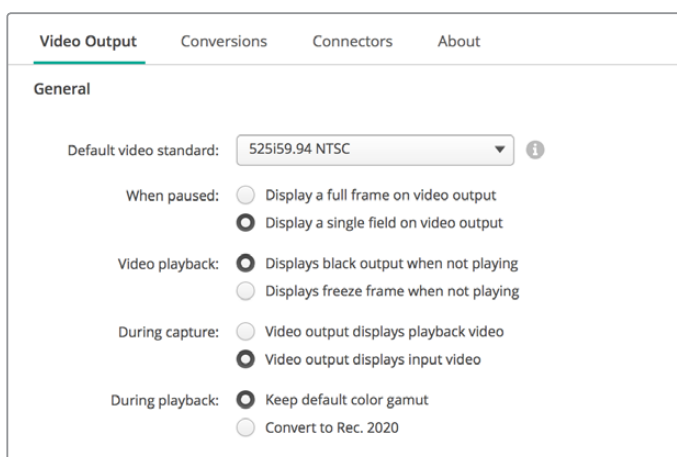 Video Output Conversions Connectors About
General
Default video standard: 525i59.94 NTSC
When paused: Display a full frame on video output
Display a single field on video output
Video playback: Displays black output when not playing
Displays freeze frame when not playing
During capture: Video output displays playback video
Video output displays input video
During playback: Keep default color gamut
Convert to Rec. 2020